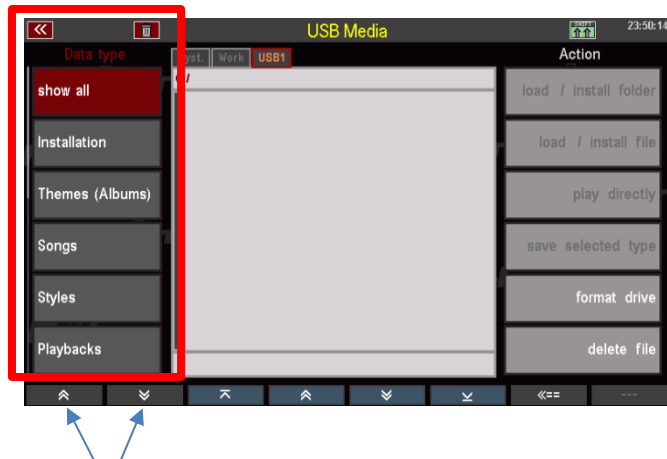 USB Media
SHIFT
23:50:14
Data type
Syst. Work USB1
Action
show all
Installation
Themes (Albums)
Songs
Styles
Playbacks
load / install folder
load / install file
play directly
save selected type
format drive
delete file
«==
---